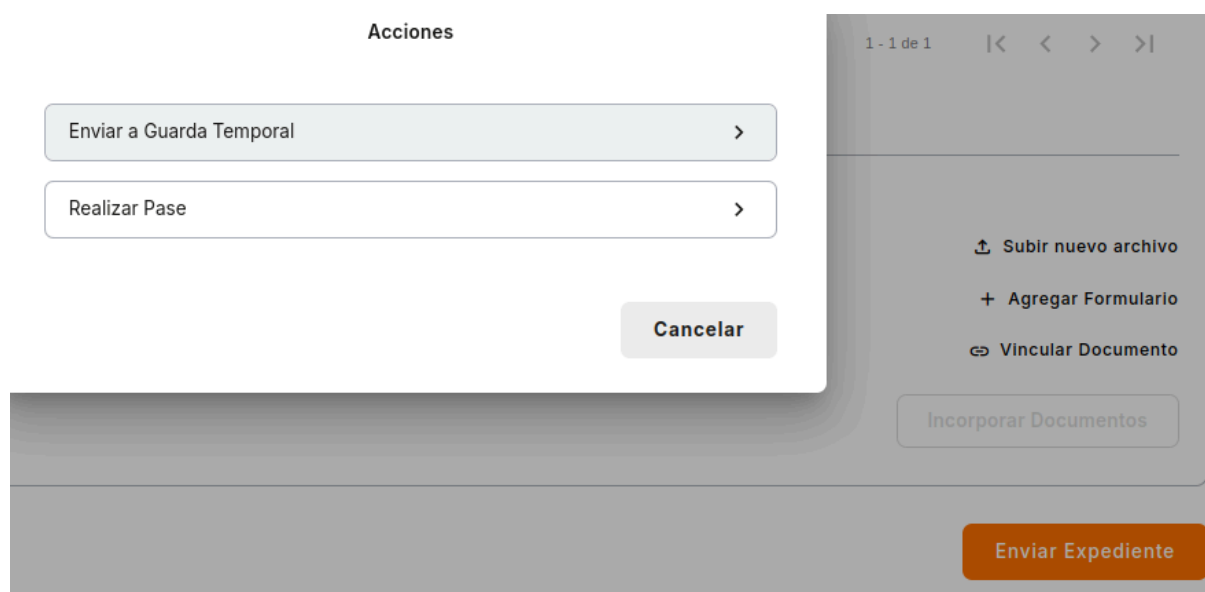 Acciones
1 - 1 de 1
Enviar a Guarda Temporal
Realizar Pase
Subir nuevo archivo
Agregar Formulario
Cancelar
Vincular Documento
Incorporar Documentos
Enviar Expediente